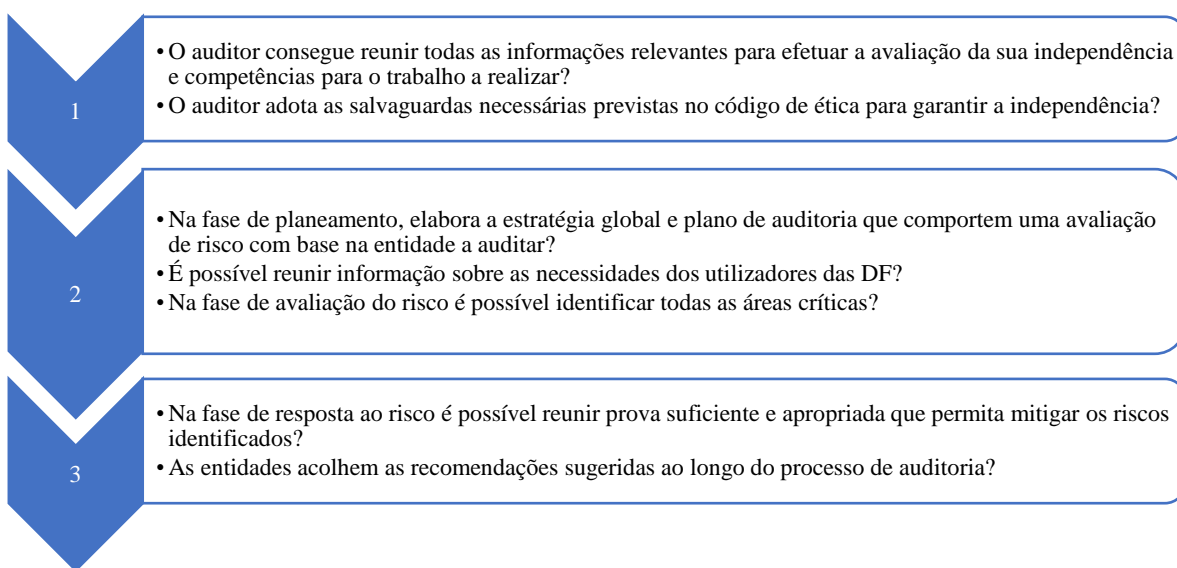 1
• O auditor consegue reunir todas as informações relevantes para efetuar a avaliação da sua independência
e competências para o trabalho a realizar?
• O auditor adota as salvaguardas necessárias previstas no código de ética para garantir a independência?
2
• Na fase de planeamento, elabora a estratégia global e plano de auditoria que comportem uma avaliação
de risco com base na entidade a auditar?
• É possível reunir informação sobre as necessidades dos utilizadores das DF?
• Na fase de avaliação do risco é possível identificar todas as áreas críticas?
3
• Na fase de resposta ao risco é possível reunir prova suficiente e apropriada que permita mitigar os riscos
identificados?
• As entidades acolhem as recomendações sugeridas ao longo do processo de auditoria?